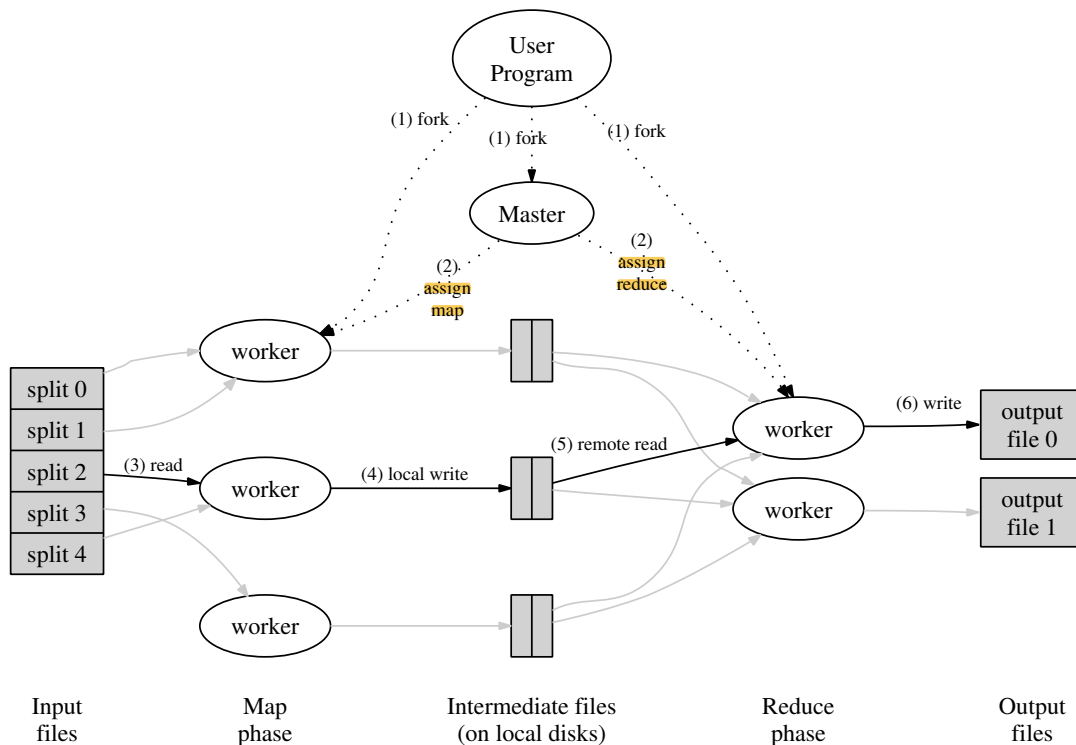 User
Program
(1) fork
(1) fork
(1) fork
Master
(2)
assign
map
(2)
assign
reduce
worker
split 0
split 1
split 2
split 3
split 4
(3) read
worker
(4) local write
(5) remote read
worker
(6) write
output
file 0
worker
output
file 1
worker
Input
files
Map
phase
Intermediate files
(on local disks)
Reduce
phase
Output
files